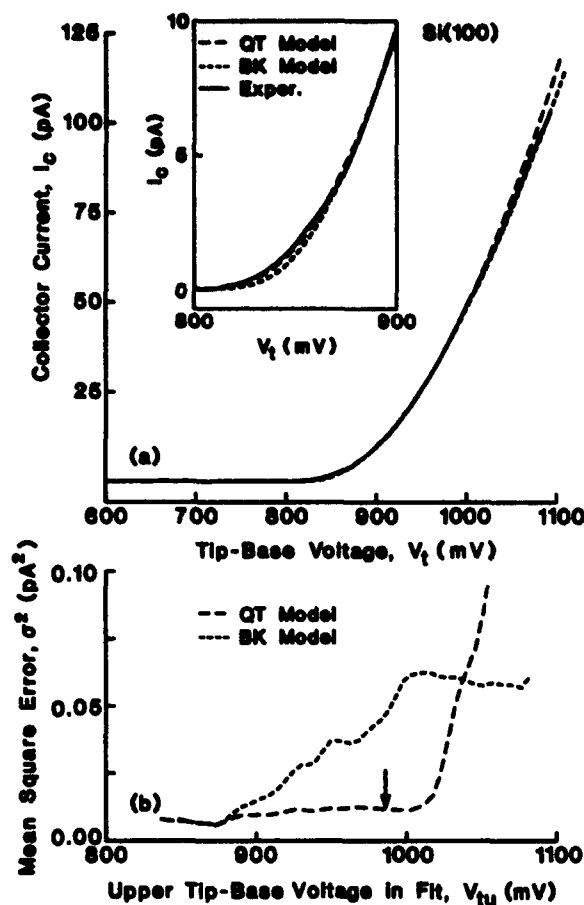 125
100
75
50
25
Collector Current, I_c (pA)
10
5
0
I_c (pA)
QT Model
BK Model
Exper.
Si(100)
800
900
V_t (mV)
(a)
600
700
800
900
1000
1100
Tip-Base Voltage, V_t (mV)
0.10
0.05
0.00
Mean Square Error, σ² (pA²)
QT Model
BK Model
(b)
800
900
1000
1100
Upper Tip-Base Voltage in Fit, V_tu (mV)